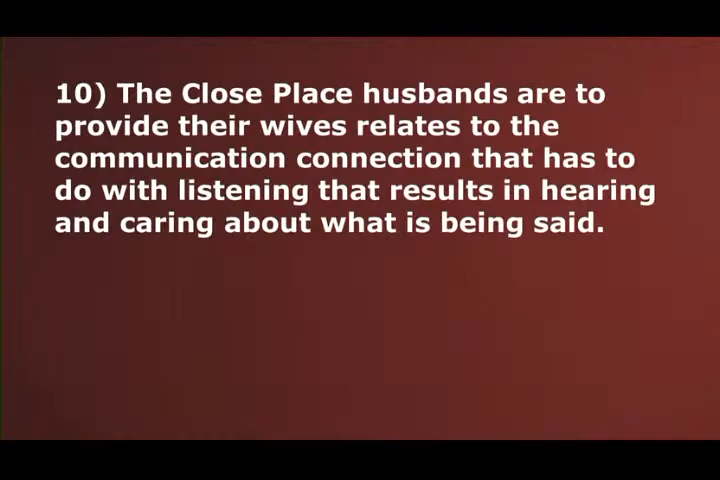 10) The Close Place husbands are to
provide their wives relates to the
communication connection that has to
do with listening that results in hearing
and caring about what is being said.